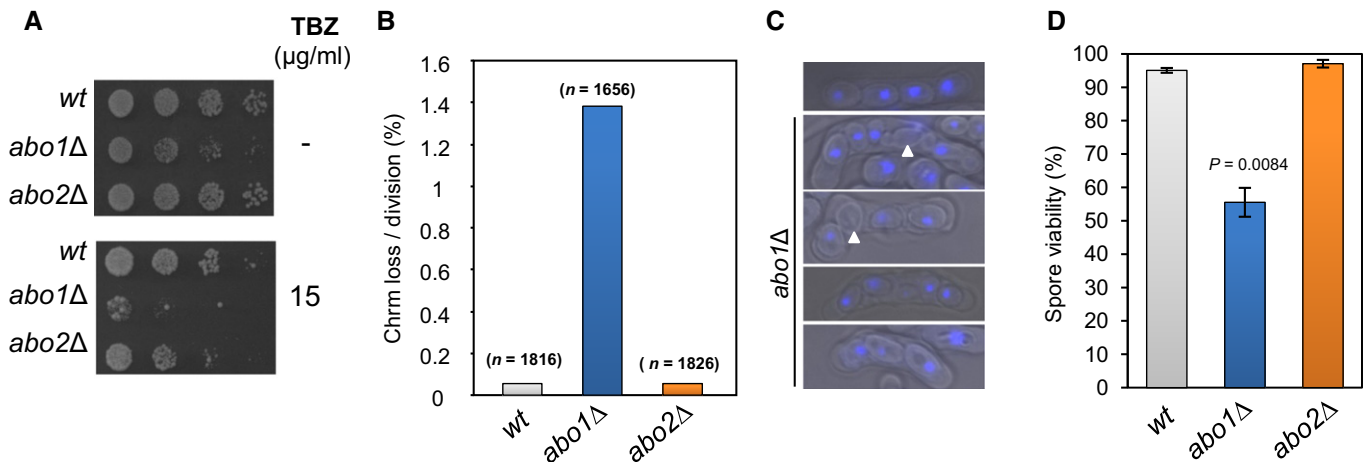 A
TBZ
(µg/ml)
wt
abo1Δ
abo2Δ
-
wt
abo1Δ
abo2Δ
15
B
Chrm loss / division (%)
1.6
1.4
1.2
1
0.8
0.6
0.4
0.2
0
(n = 1816)
(n = 1656)
( n = 1826)
wt
abo1Δ
abo2Δ
C
abo1Δ
D
Spore viability (%)
100
90
80
70
60
50
40
30
20
10
0
P = 0.0084
wt
abo1Δ
abo2Δ